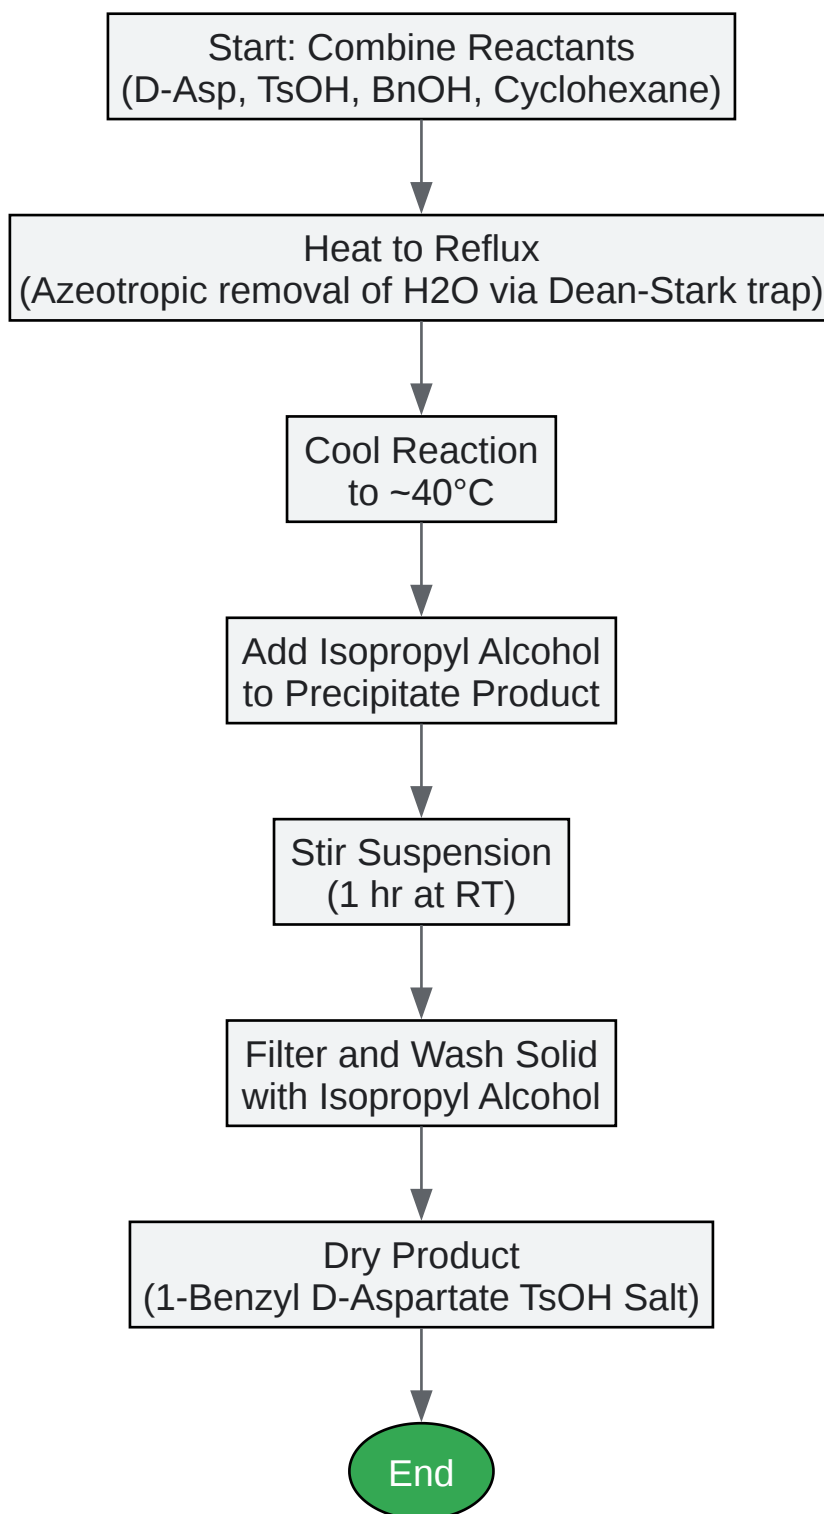 Start: Combine Reactants
(D-Asp, TsOH, BnOH, Cyclohexane)
Heat to Reflux
(Azeotropic removal of H2O via Dean-Stark trap)
Cool Reaction
to ~40°C
Add Isopropyl Alcohol
to Precipitate Product
Stir Suspension
(1 hr at RT)
Filter and Wash Solid
with Isopropyl Alcohol
Dry Product
(1-Benzyl D-Aspartate TsOH Salt)
End